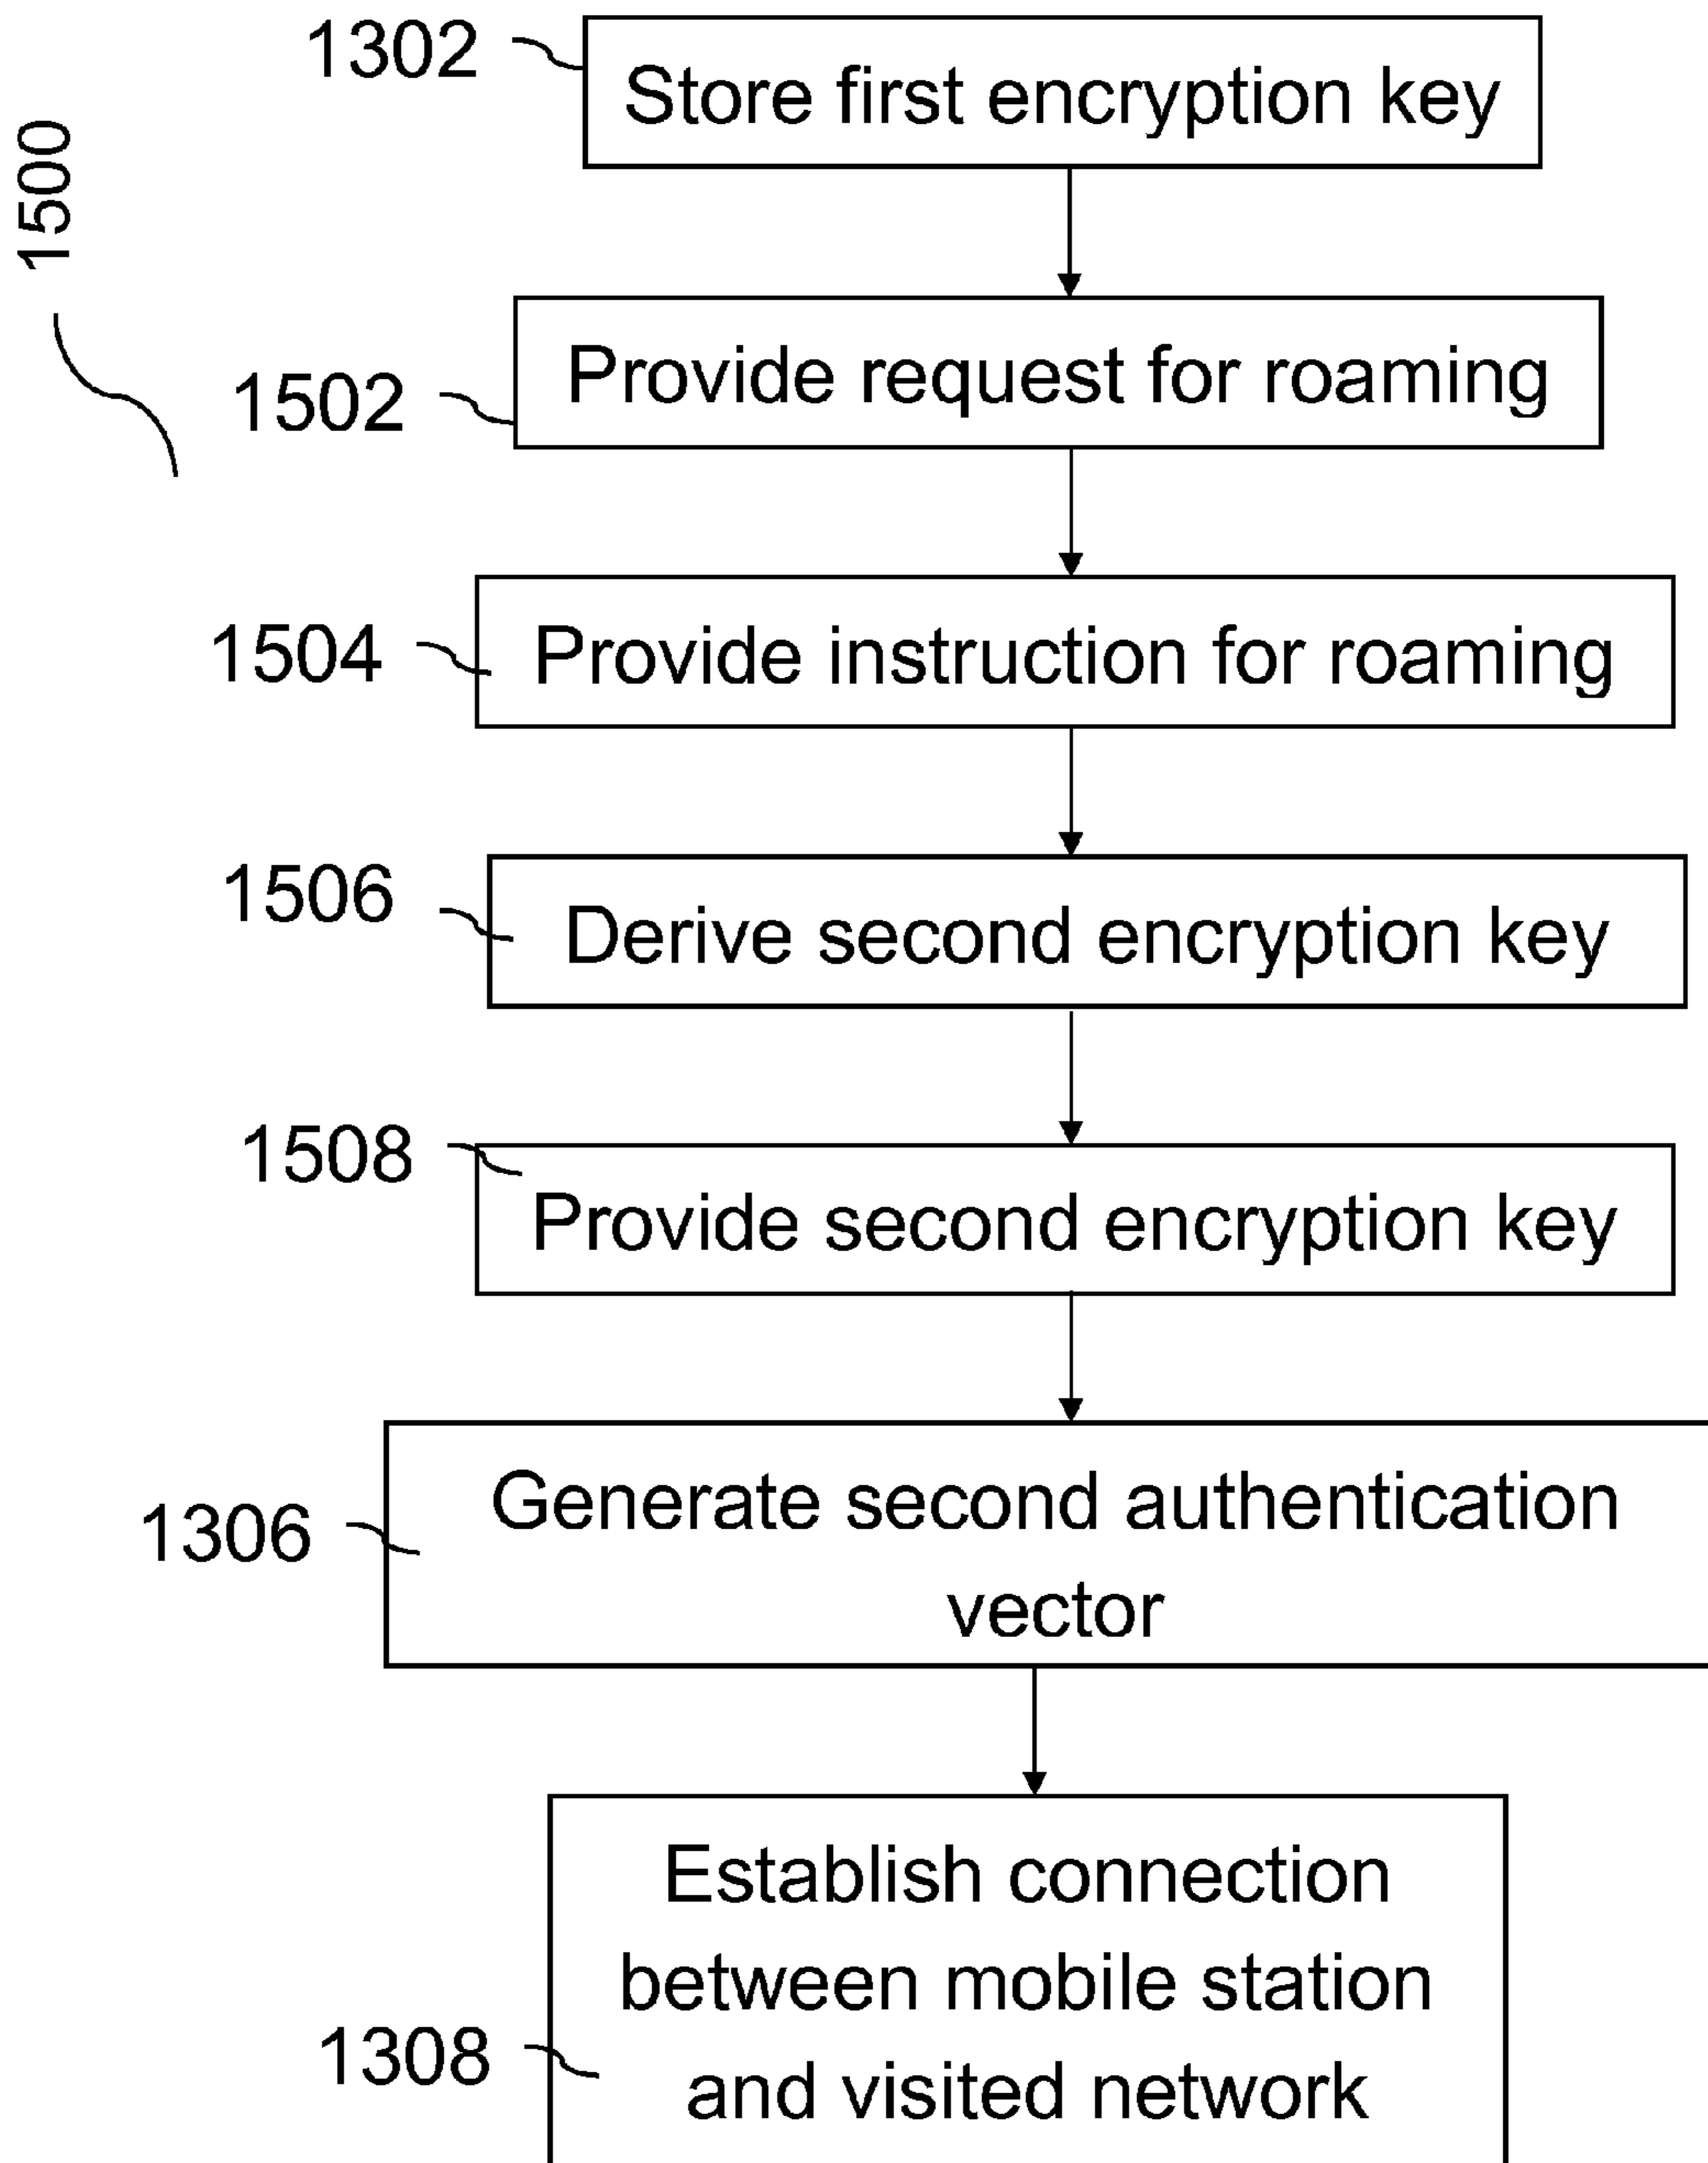 1302
Store first encryption key
1500
1502
Provide request for roaming
1504
Provide instruction for roaming
1506
Derive second encryption key
1508
Provide second encryption key
1306
Generate second authentication
vector
1308
Establish connection
between mobile station
and visited network